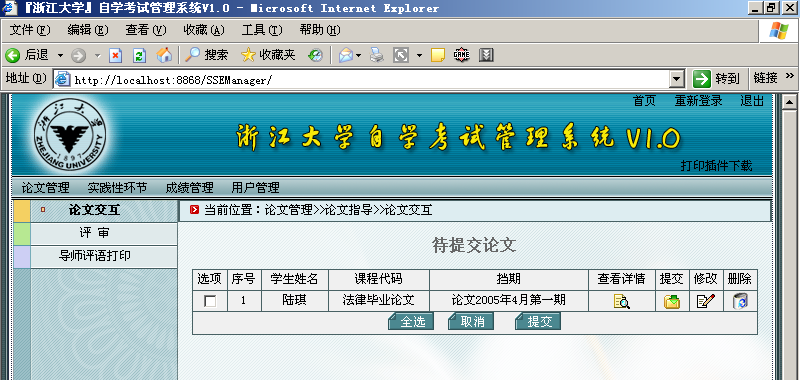 『浙江大学』自学考试管理系统V1.0 - Microsoft Internet Explorer
文件(F) 编辑(E) 查看(V) 收藏(A) 工具(T) 帮助(H)
后退 搜索 收藏夹
GAME
地址(D) http://localhost:8868/SSEManager/ 转到 链接 »
首页 重新登录 退出
浙江大学
浙江大学自学考试管理系统 V1.0
1897
ZHEJIANG UNIVERSITY
打印插件下载
论文管理 实践性环节 成绩管理 用户管理
论文交互 当前位置：论文管理>>论文指导>>论文交互
评 审
导师评语打印
待提交论文
选项 序号 学生姓名 课程代码 挡期 查看详情 提交 修改 删除
1 陆琪 法律毕业论文 论文2005年4月第一期
全选 取消 提交